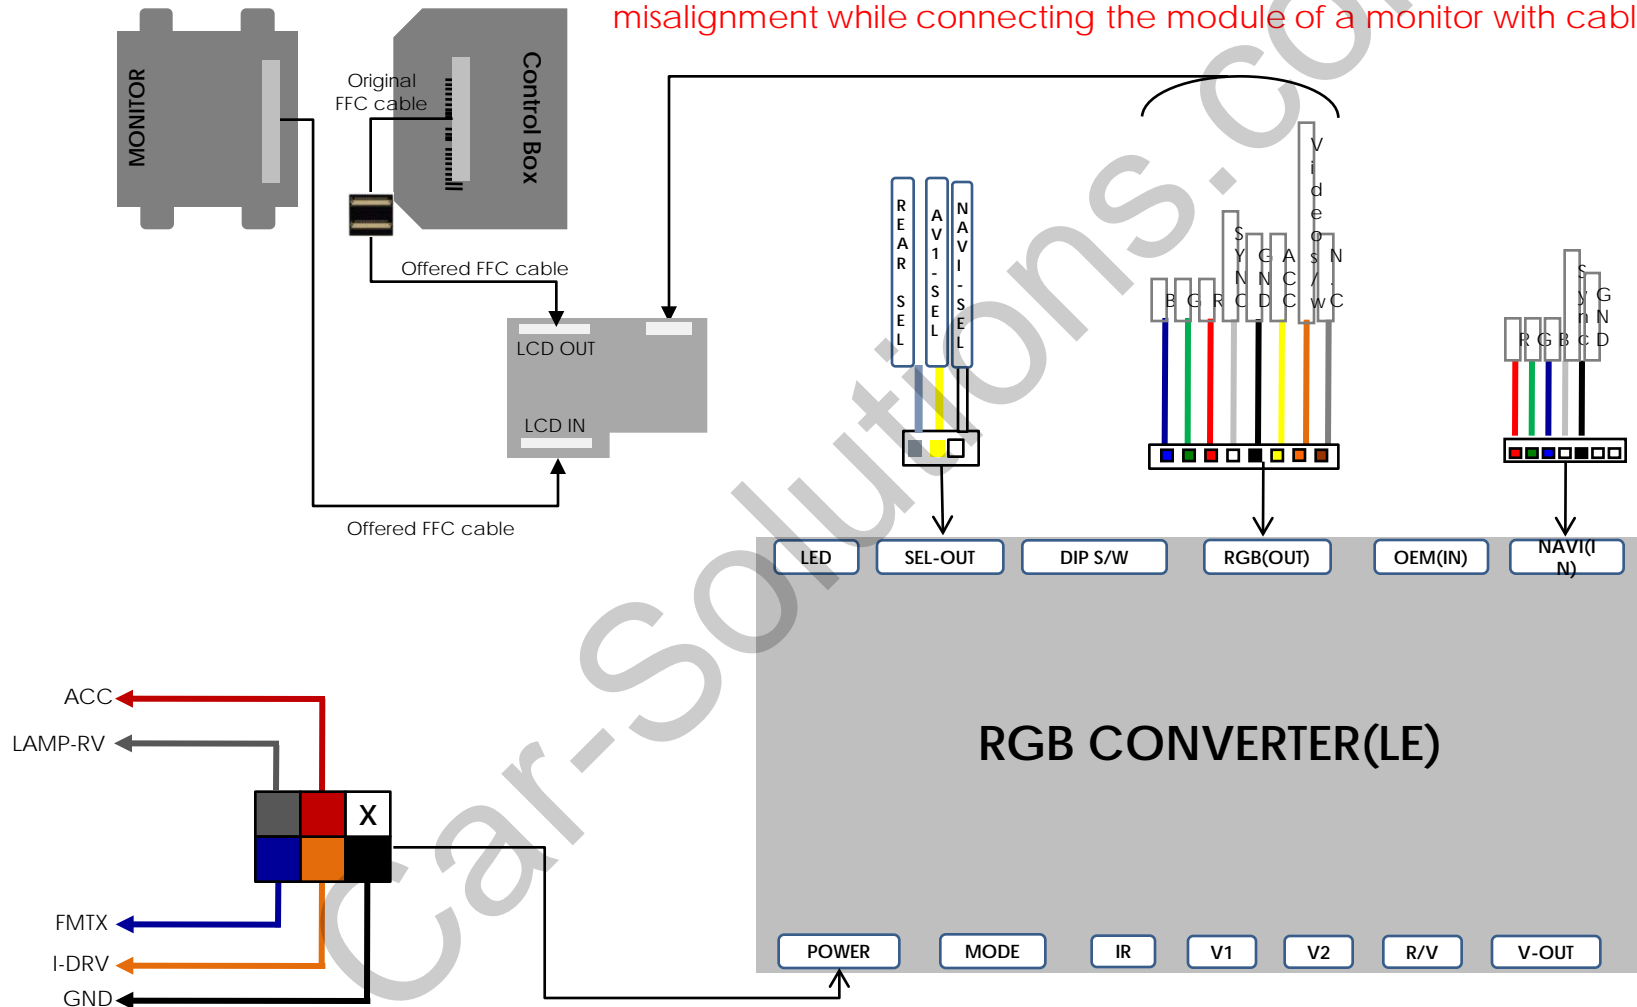 misalignment while connecting the module of a monitor with cabl
MONITOR
Original
FFC cable
Control Box
Offered FFC cable
LCD OUT
LCD IN
Offered FFC cable
REAR SEL
AV1-SEL
NAVI-SEL
B
G
R
SYNC
GND
ACC
Videos/w
N.C
R
G
B
Sync
GND
LED
SEL-OUT
DIP S/W
RGB(OUT)
OEM(IN)
NAVI(I
N)
RGB CONVERTER(LE)
ACC
LAMP-RV
X
FMTX
I-DRV
GND
POWER
MODE
IR
V1
V2
R/V
V-OUT
Car-Solutions.co